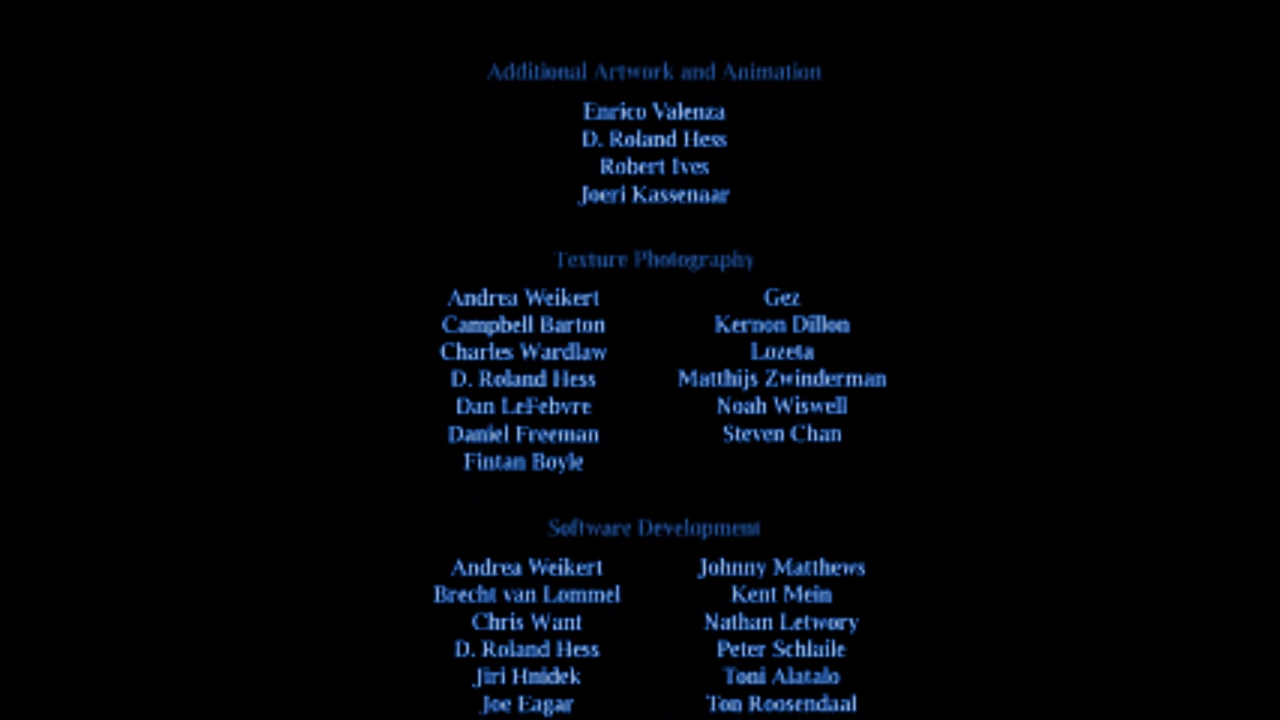 Additional Artwork and Animation
Enrico Valenza
D. Roland Hess
Robert Ives
Joeri Kassenaar
Texture Photography
Andrea Weikert
Campbell Barton
Charles Wardlaw
D. Roland Hess
Dan LeFebvre
Daniel Freeman
Fintan Boyle
Gez
Kernon Dillon
Lozeta
Matthijs Zwinderman
Noah Wiswell
Steven Chan
Software Development
Andrea Weikert
Brecht van Lommel
Chris Want
D. Roland Hess
Jiri Hnidek
Joe Eagar
Johnny Matthews
Kent Mein
Nathan Letwory
Peter Schlaile
Toni Alatalo
Ton Roosendaal